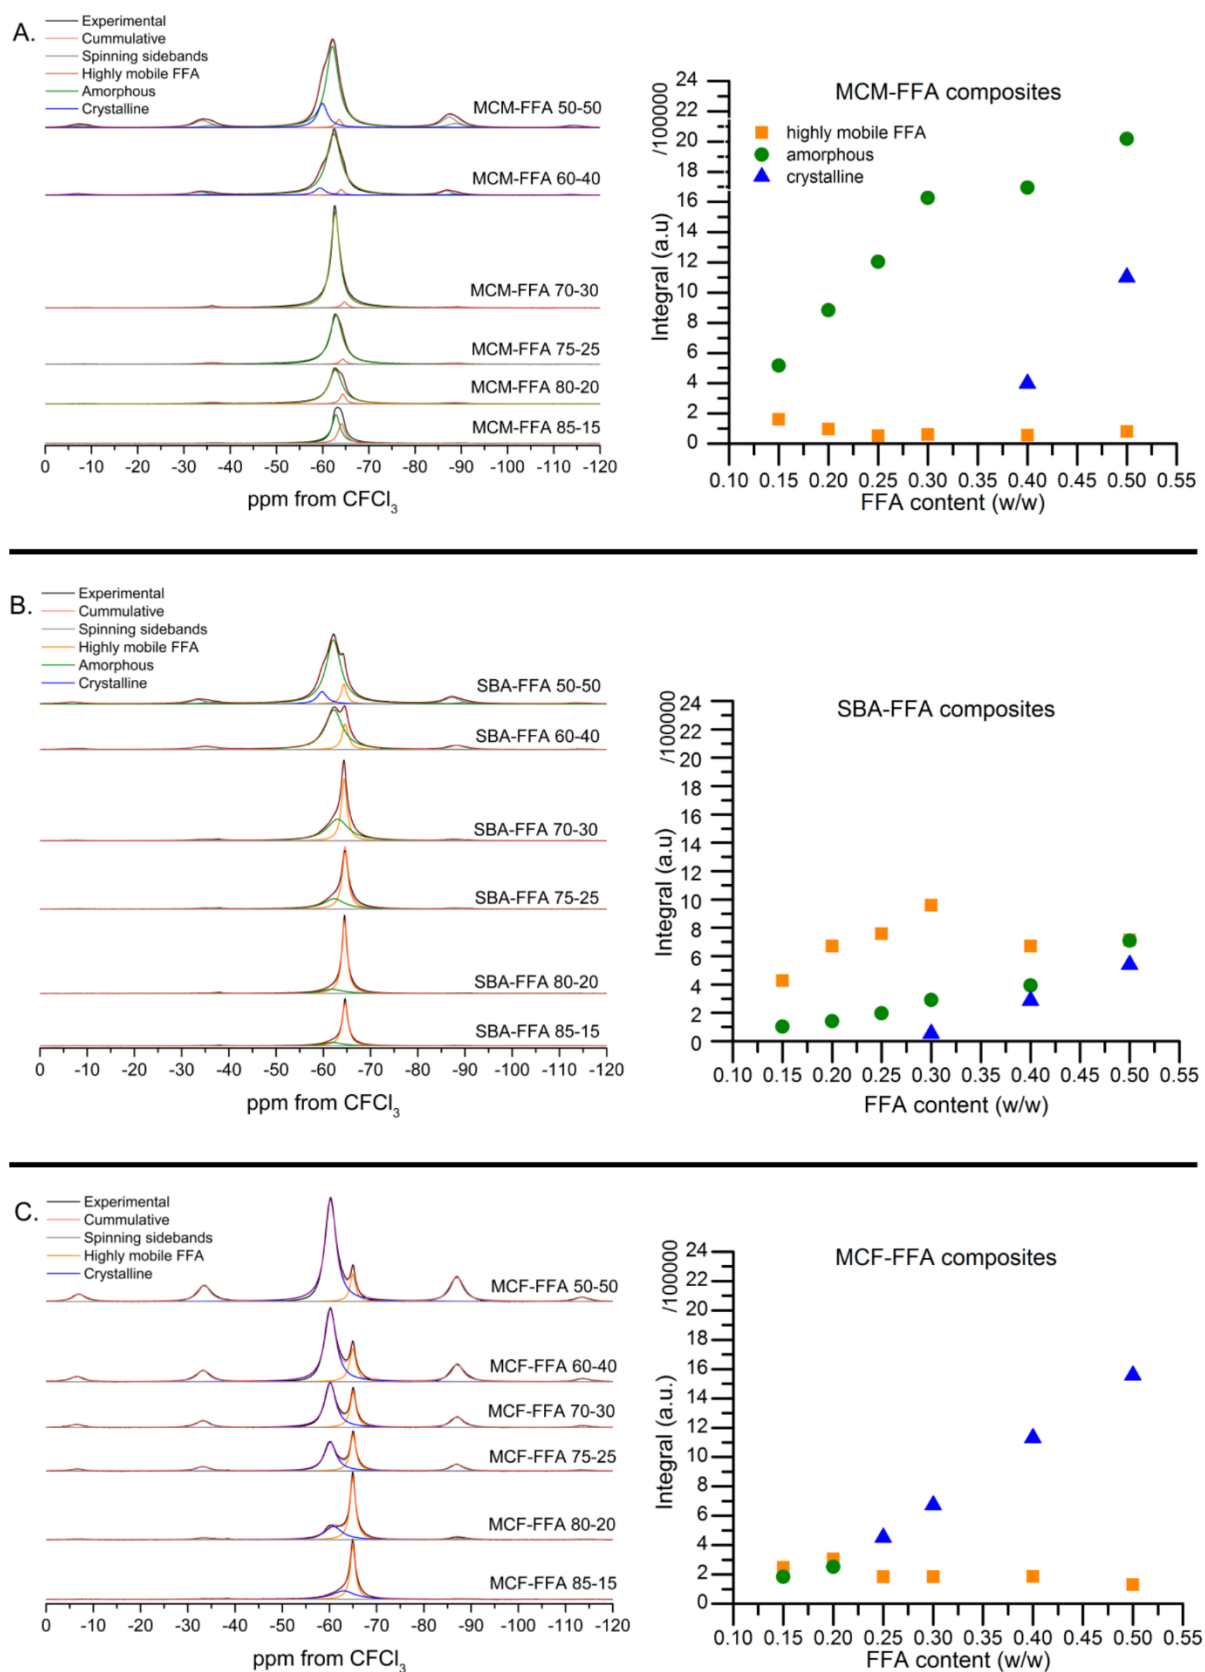 A.
Experimental
Cummulative
Spinning sidebands
Highly mobile FFA
Amorphous
Crystalline
MCM-FFA 50-50
MCM-FFA 60-40
MCM-FFA 70-30
MCM-FFA 75-25
MCM-FFA 80-20
MCM-FFA 85-15
0 -10 -20 -30 -40 -50 -60 -70 -80 -90 -100 -110 -120
ppm from CFCl3
MCM-FFA composites
highly mobile FFA
amorphous
crystalline
/100000
Integral (a.u)
24
22
20
18
16
14
12
10
8
6
4
2
0
0.10 0.15 0.20 0.25 0.30 0.35 0.40 0.45 0.50 0.55
FFA content (w/w)
B.
Experimental
Cummulative
Spinning sidebands
Highly mobile FFA
Amorphous
Crystalline
SBA-FFA 50-50
SBA-FFA 60-40
SBA-FFA 70-30
SBA-FFA 75-25
SBA-FFA 80-20
SBA-FFA 85-15
0 -10 -20 -30 -40 -50 -60 -70 -80 -90 -100 -110 -120
ppm from CFCl3
SBA-FFA composites
/100000
Integral (a.u)
24
22
20
18
16
14
12
10
8
6
4
2
0
0.10 0.15 0.20 0.25 0.30 0.35 0.40 0.45 0.50 0.55
FFA content (w/w)
C.
Experimental
Cummulative
Spinning sidebands
Highly mobile FFA
Crystalline
MCF-FFA 50-50
MCF-FFA 60-40
MCF-FFA 70-30
MCF-FFA 75-25
MCF-FFA 80-20
MCF-FFA 85-15
0 -10 -20 -30 -40 -50 -60 -70 -80 -90 -100 -110 -120
ppm from CFCl3
MCF-FFA composites
/100000
Integral (a.u.)
24
22
20
18
16
14
12
10
8
6
4
2
0
0.10 0.15 0.20 0.25 0.30 0.35 0.40 0.45 0.50 0.55
FFA content (w/w)